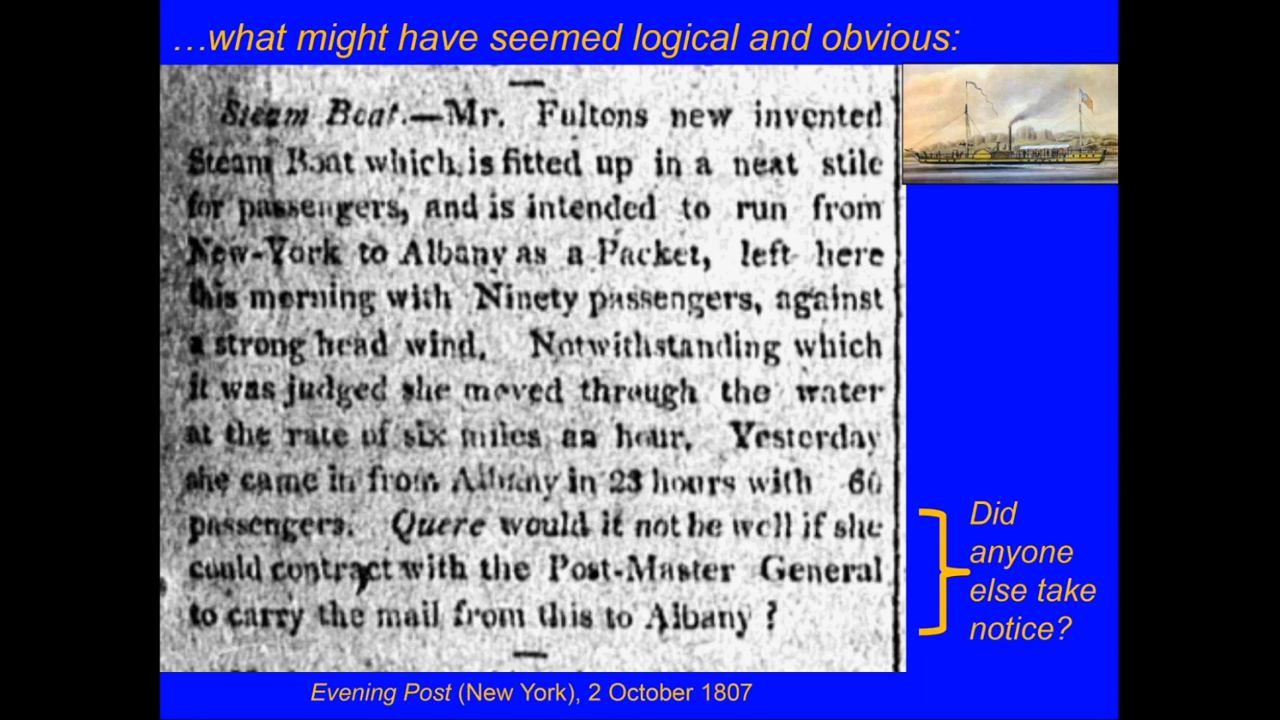 …what might have seemed logical and obvious:
Steam Boat.—Mr. Fultons new invented
Steam Boat which is fitted up in a neat stile
for passengers, and is intended to run from
New-York to Albany as a Packet, left here
this morning with Ninety passengers, against
a strong head wind. Notwithstanding which
it was judged she moved through the water
at the rate of six miles an hour. Yesterday
she came in from Albany in 28 hours with 60
passengers. Quere would it not be well if she
could contract with the Post-Master General
to carry the mail from this to Albany ?
Did
anyone
else take
notice?
Evening Post (New York), 2 October 1807